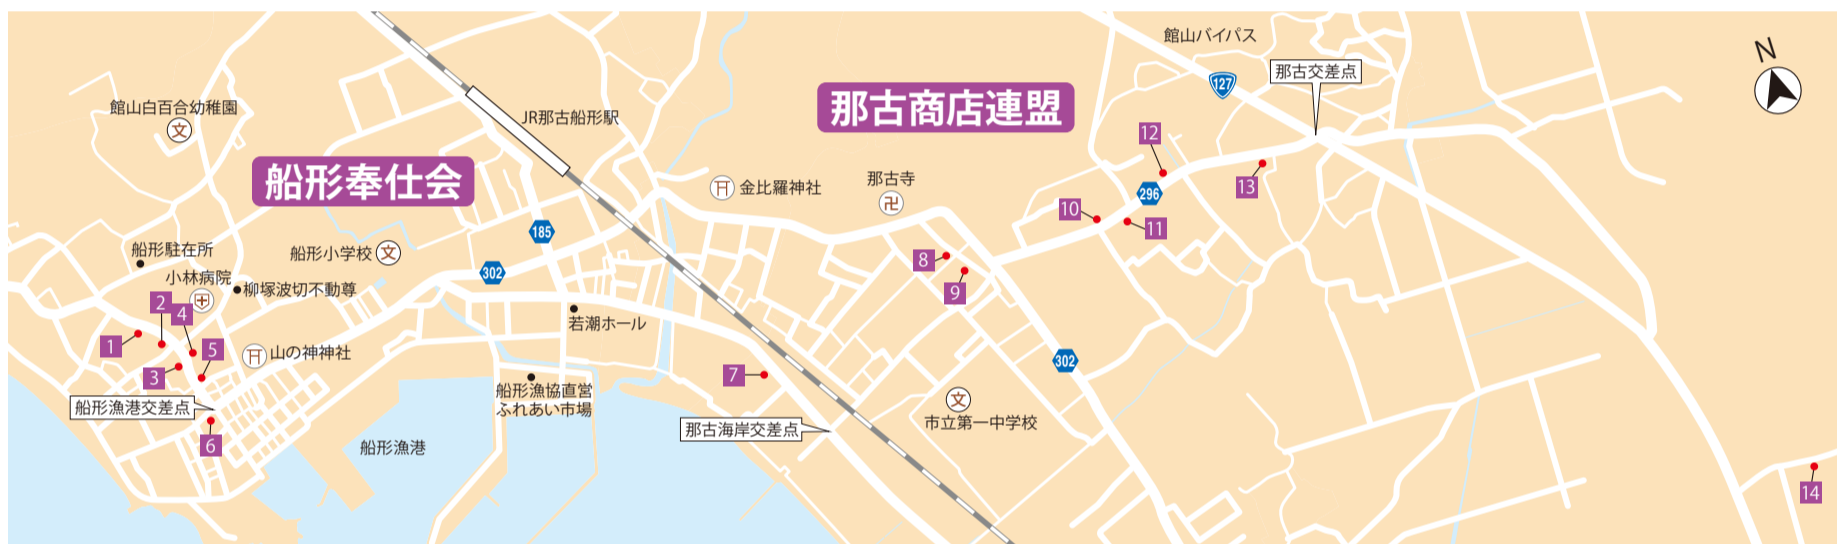 館山バイパス
N
127
那古交差点
那古商店連盟
館山白百合幼稚園
文
JR那古船形駅
船形奉仕会
12
13
金比羅神社
那古寺
卍
296
10
11
185
船形駐在所
船形小学校
文
小林病院
柳塚波切不動尊
302
8
9
2
4
1
5
3
山の神神社
若潮ホール
302
7
船形漁港交差点
船形漁協直営
ふれあい市場
文
市立第一中学校
那古海岸交差点
6
船形漁港
14